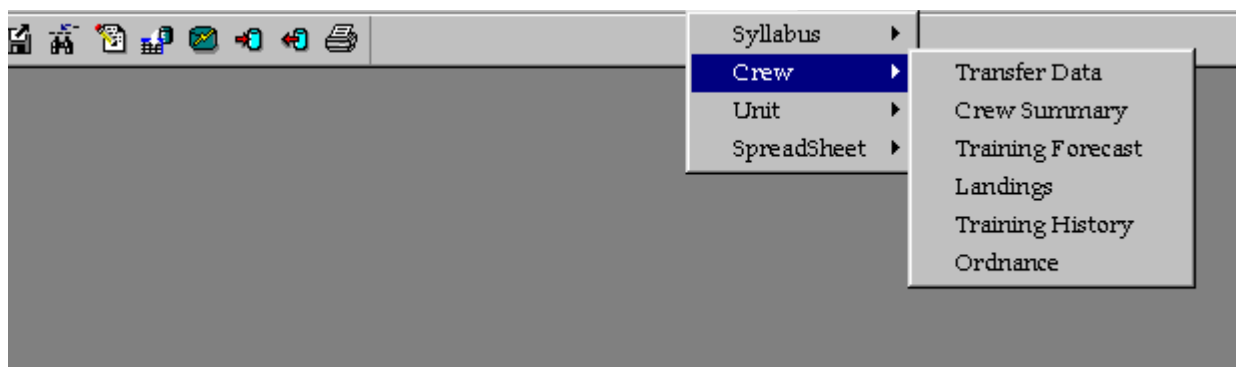 Syllabus
Crew
Unit
SpreadSheet
Transfer Data
Crew Summary
Training Forecast
Landings
Training History
Ordnance